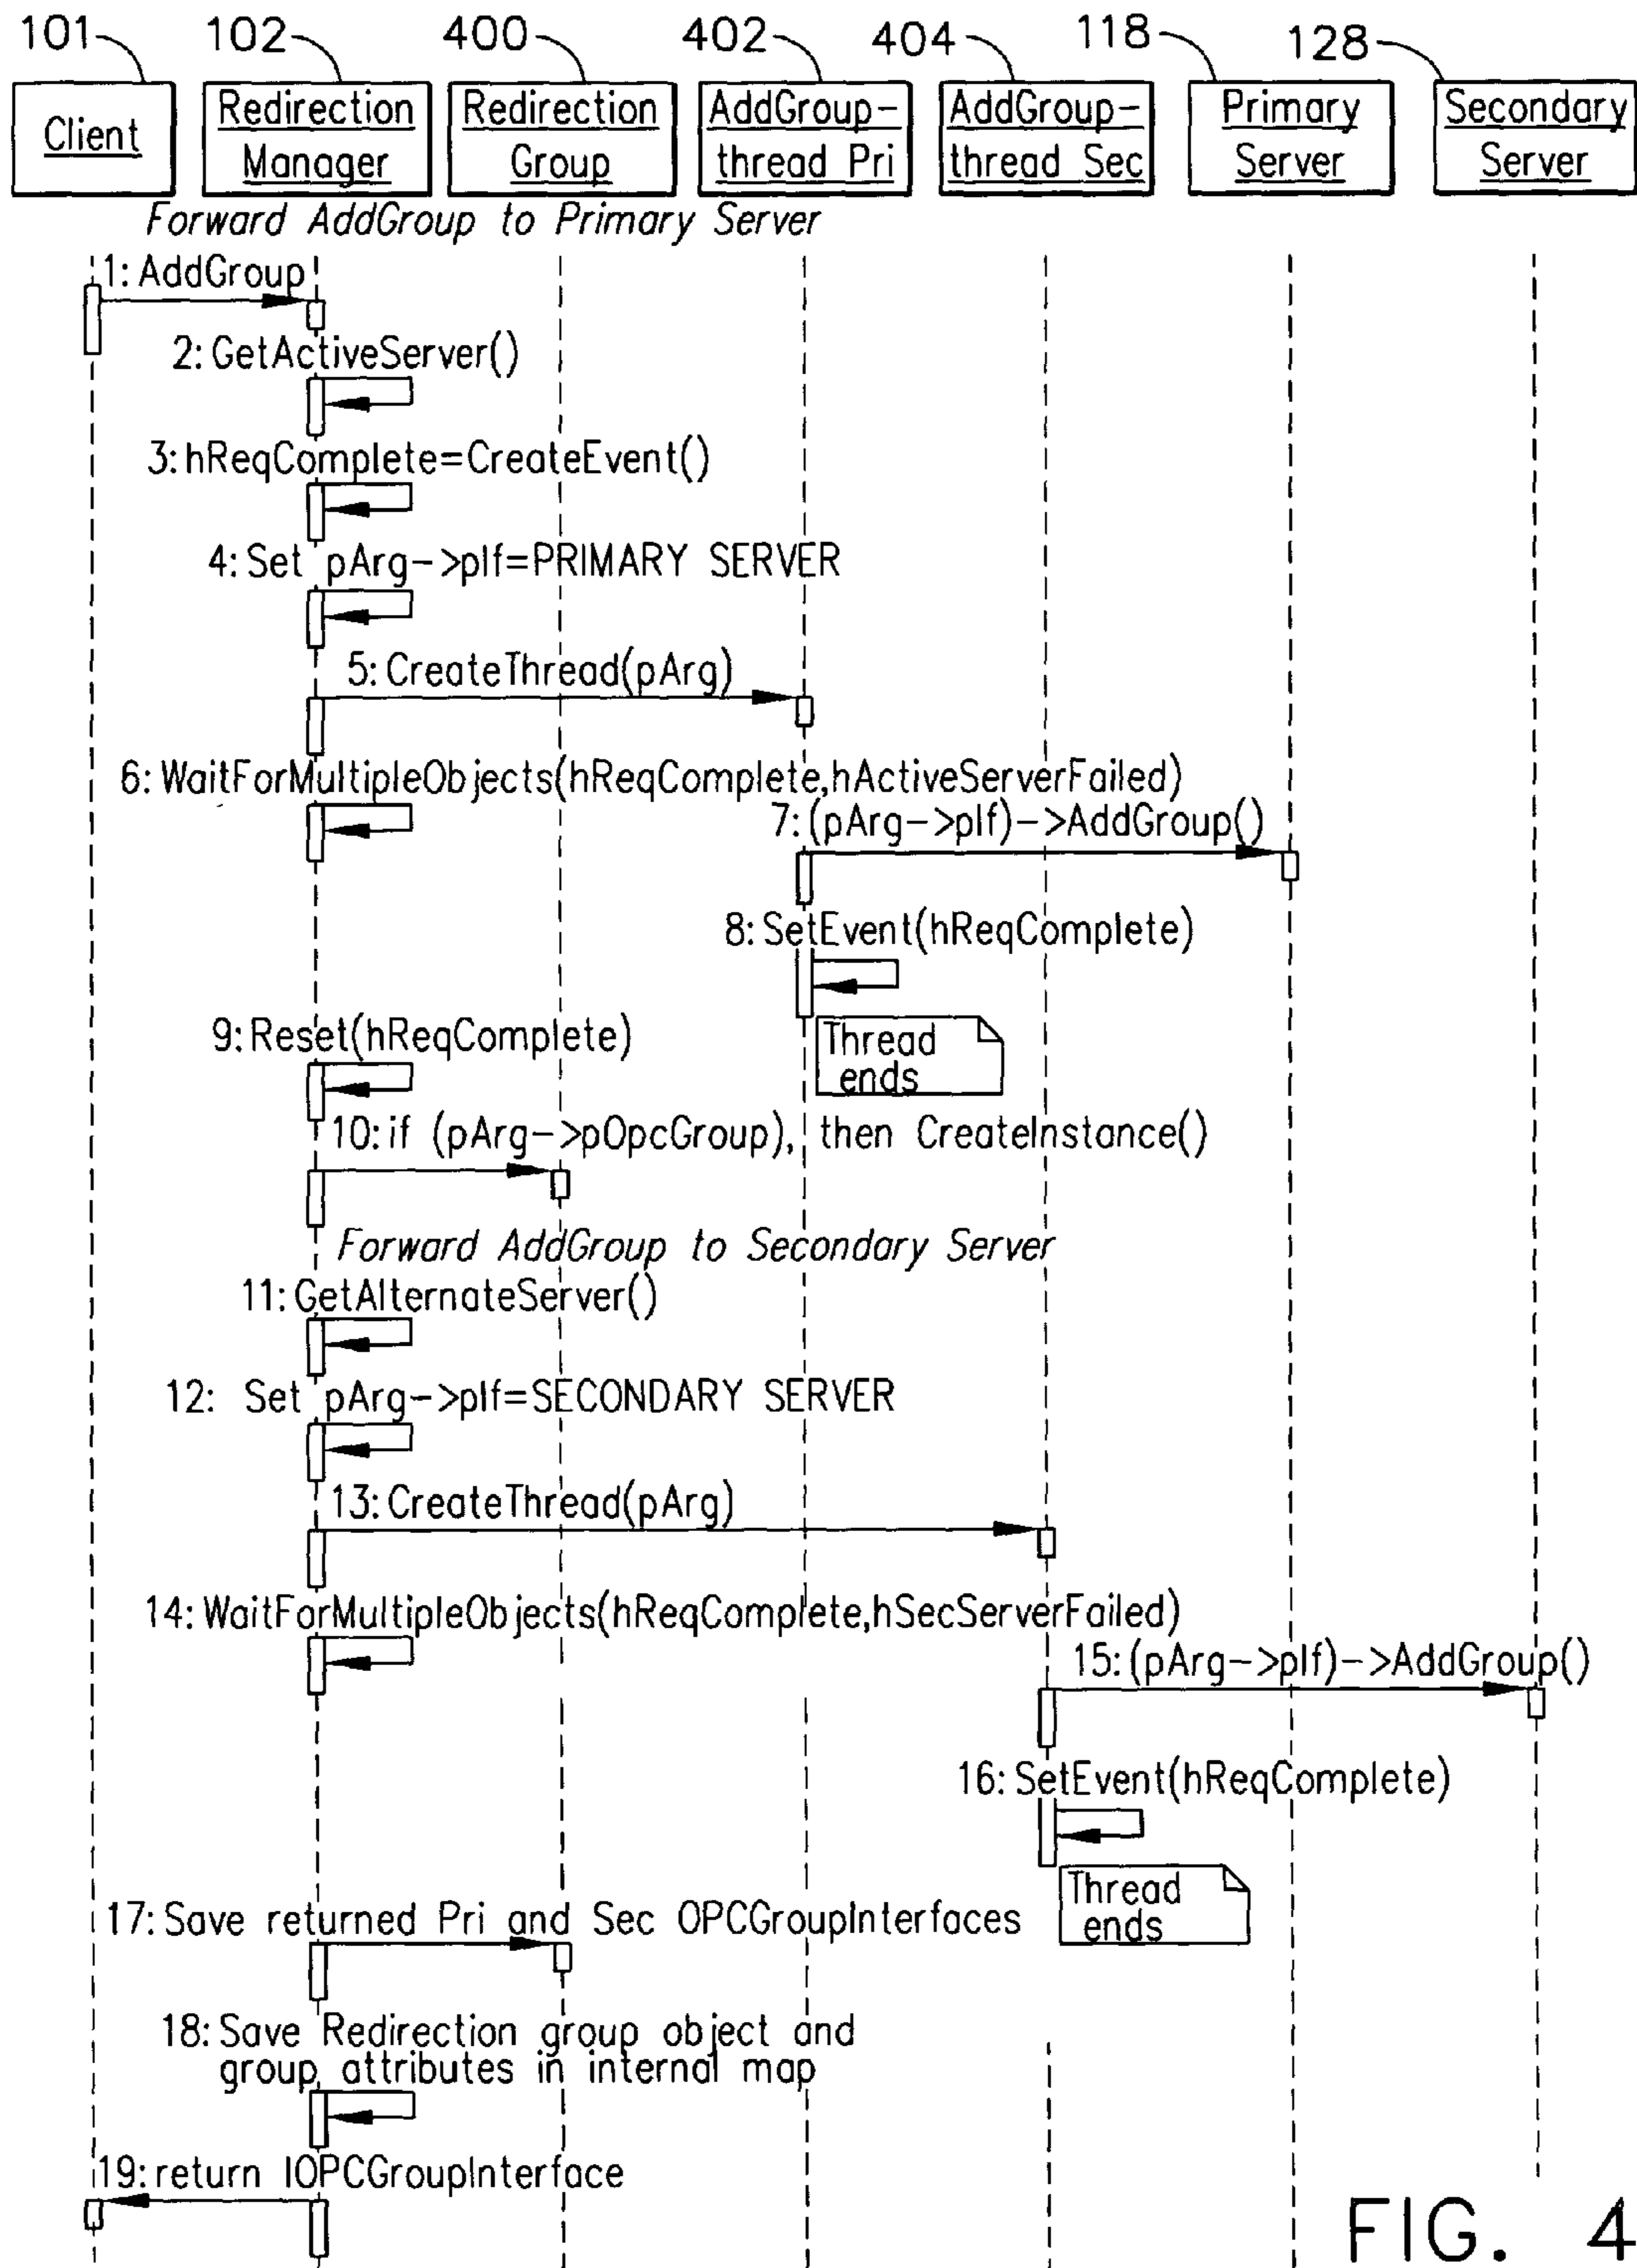 101
102
400
402
404
118
128
Client
Redirection
Manager
Redirection
Group
AddGroup-
thread Pri
AddGroup-
thread Sec
Primary
Server
Secondary
Server
Forward AddGroup to Primary Server
1: AddGroup
2: GetActiveServer()
3: hReqComplete=CreateEvent()
4: Set pArg->pIf=PRIMARY SERVER
5: CreateThread(pArg)
6: WaitForMultipleObjects(hReqComplete,hActiveServerFailed)
7: (pArg->pIf)->AddGroup()
8: SetEvent(hReqComplete)
Thread
ends
9: Reset(hReqComplete)
10: if (pArg->pOpcGroup), then CreateInstance()
Forward AddGroup to Secondary Server
11: GetAlternateServer()
12: Set pArg->pIf=SECONDARY SERVER
13: CreateThread(pArg)
14: WaitForMultipleObjects(hReqComplete,hSecServerFailed)
15: (pArg->pIf)->AddGroup()
16: SetEvent(hReqComplete)
Thread
ends
17: Save returned Pri and Sec OPCGroupInterfaces
18: Save Redirection group object and
group attributes in internal map
19: return IOPCGroupInterface
FIG. 4